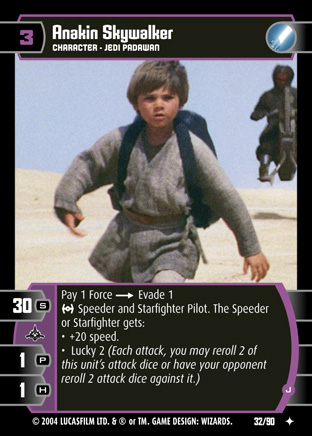 3 Anakin Skywalker
CHARACTER • JEDI PADAWAN
Pay 1 Force → Evade 1
Speeder and Starfighter Pilot. The Speeder
or Starfighter gets:
• +20 speed.
• Lucky 2 (Each attack, you may reroll 2 of
this unit's attack dice or have your opponent
reroll 2 attack dice against it.)
30 S
1 P
1 H
J
© 2004 LUCASFILM LTD. & ® or TM. GAME DESIGN: WIZARDS. 32/90